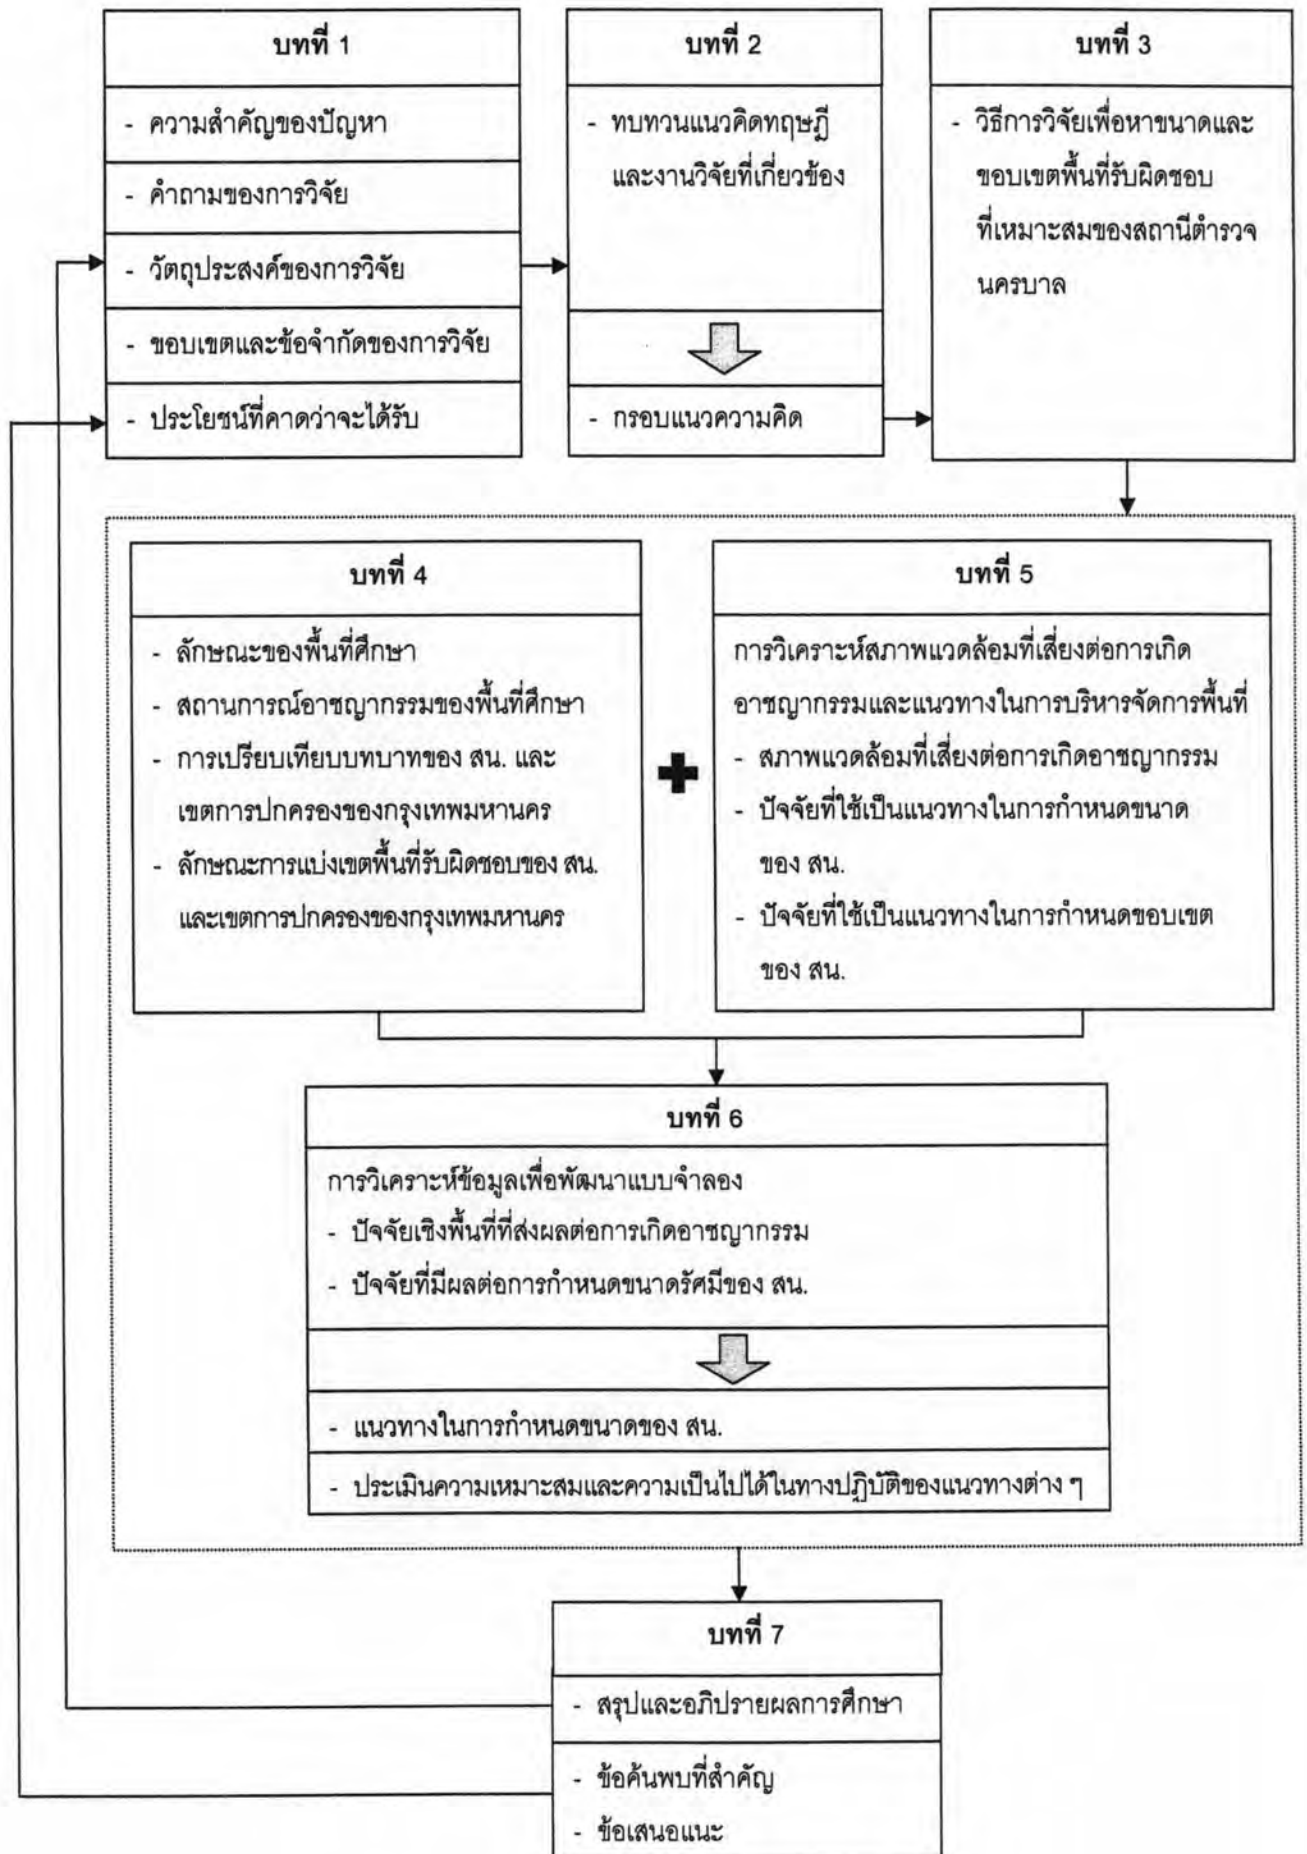 บทที่ 1
- ความสำคัญของปัญหา
- คำถามของการวิจัย
- วัตถุประสงค์ของการวิจัย
- ขอบเขตและข้อจำกัดของการวิจัย
- ประโยชน์ที่คาดว่าจะได้รับ
บทที่ 2
- ทบทวนแนวคิดทฤษฎี
และงานวิจัยที่เกี่ยวข้อง
- กรอบแนวความคิด
บทที่ 3
- วิธีการวิจัยเพื่อหาขนาดและ
ขอบเขตพื้นที่รับผิดชอบ
ที่เหมาะสมของสถานีตำรวจ
นครบาล
บทที่ 4
- ลักษณะของพื้นที่ศึกษา
- สถานการณ์อาชญากรรมของพื้นที่ศึกษา
- การเปรียบเทียบบทบาทของ สน. และ
เขตการปกครองของกรุงเทพมหานคร
- ลักษณะการแบ่งเขตพื้นที่รับผิดชอบของ สน.
และเขตการปกครองของกรุงเทพมหานคร
บทที่ 5
การวิเคราะห์สภาพแวดล้อมที่เสี่ยงต่อการเกิด
อาชญากรรมและแนวทางในการบริหารจัดการพื้นที่
- สภาพแวดล้อมที่เสี่ยงต่อการเกิดอาชญากรรม
- ปัจจัยที่ใช้เป็นแนวทางในการกำหนดขนาด
ของ สน.
- ปัจจัยที่ใช้เป็นแนวทางในการกำหนดขอบเขต
ของ สน.
บทที่ 6
การวิเคราะห์ข้อมูลเพื่อพัฒนาแบบจำลอง
- ปัจจัยเชิงพื้นที่ที่ส่งผลต่อการเกิดอาชญากรรม
- ปัจจัยที่มีผลต่อการกำหนดขนาดรัศมีของ สน.
- แนวทางในการกำหนดขนาดของ สน.
- ประเมินความเหมาะสมและความเป็นไปได้ในทางปฏิบัติของแนวทางต่าง ๆ
บทที่ 7
- สรุปและอภิปรายผลการศึกษา
- ข้อค้นพบที่สำคัญ
- ข้อเสนอแนะ